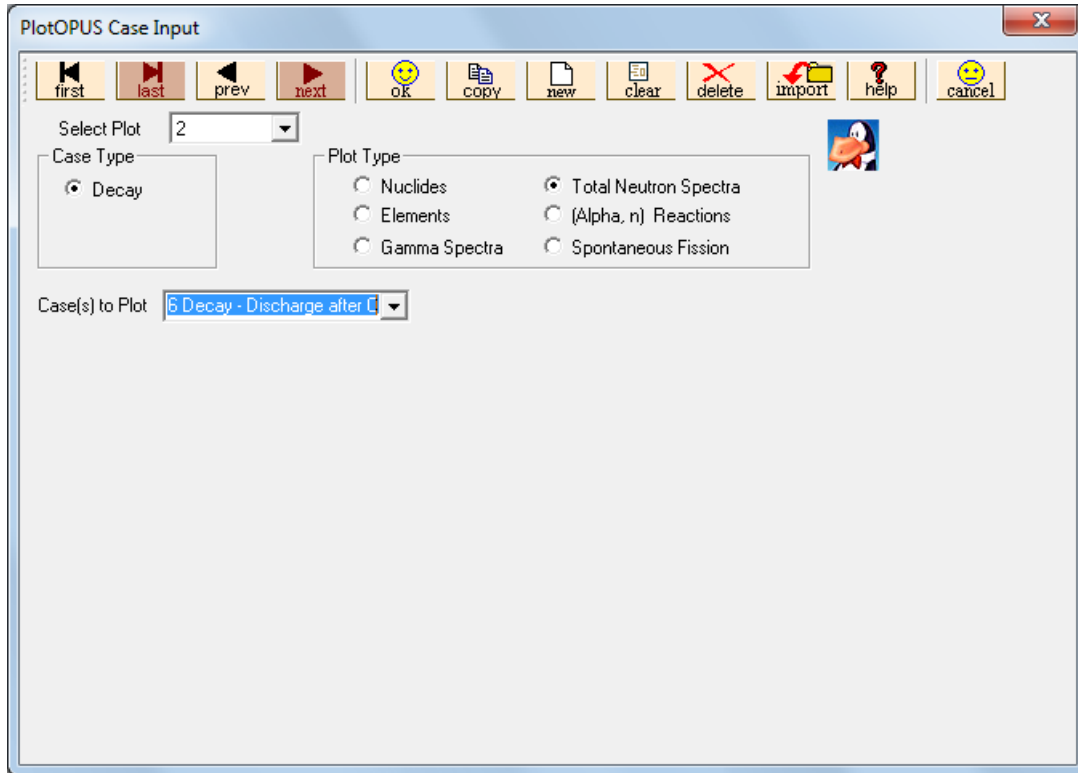 PlotOPUS Case Input
first last prev next ok copy new clear delete import help cancel
Select Plot 2
Case Type
Decay
Plot Type
Nuclides Total Neutron Spectra
Elements (Alpha, n) Reactions
Gamma Spectra Spontaneous Fission
Case(s) to Plot 6 Decay - Discharge after